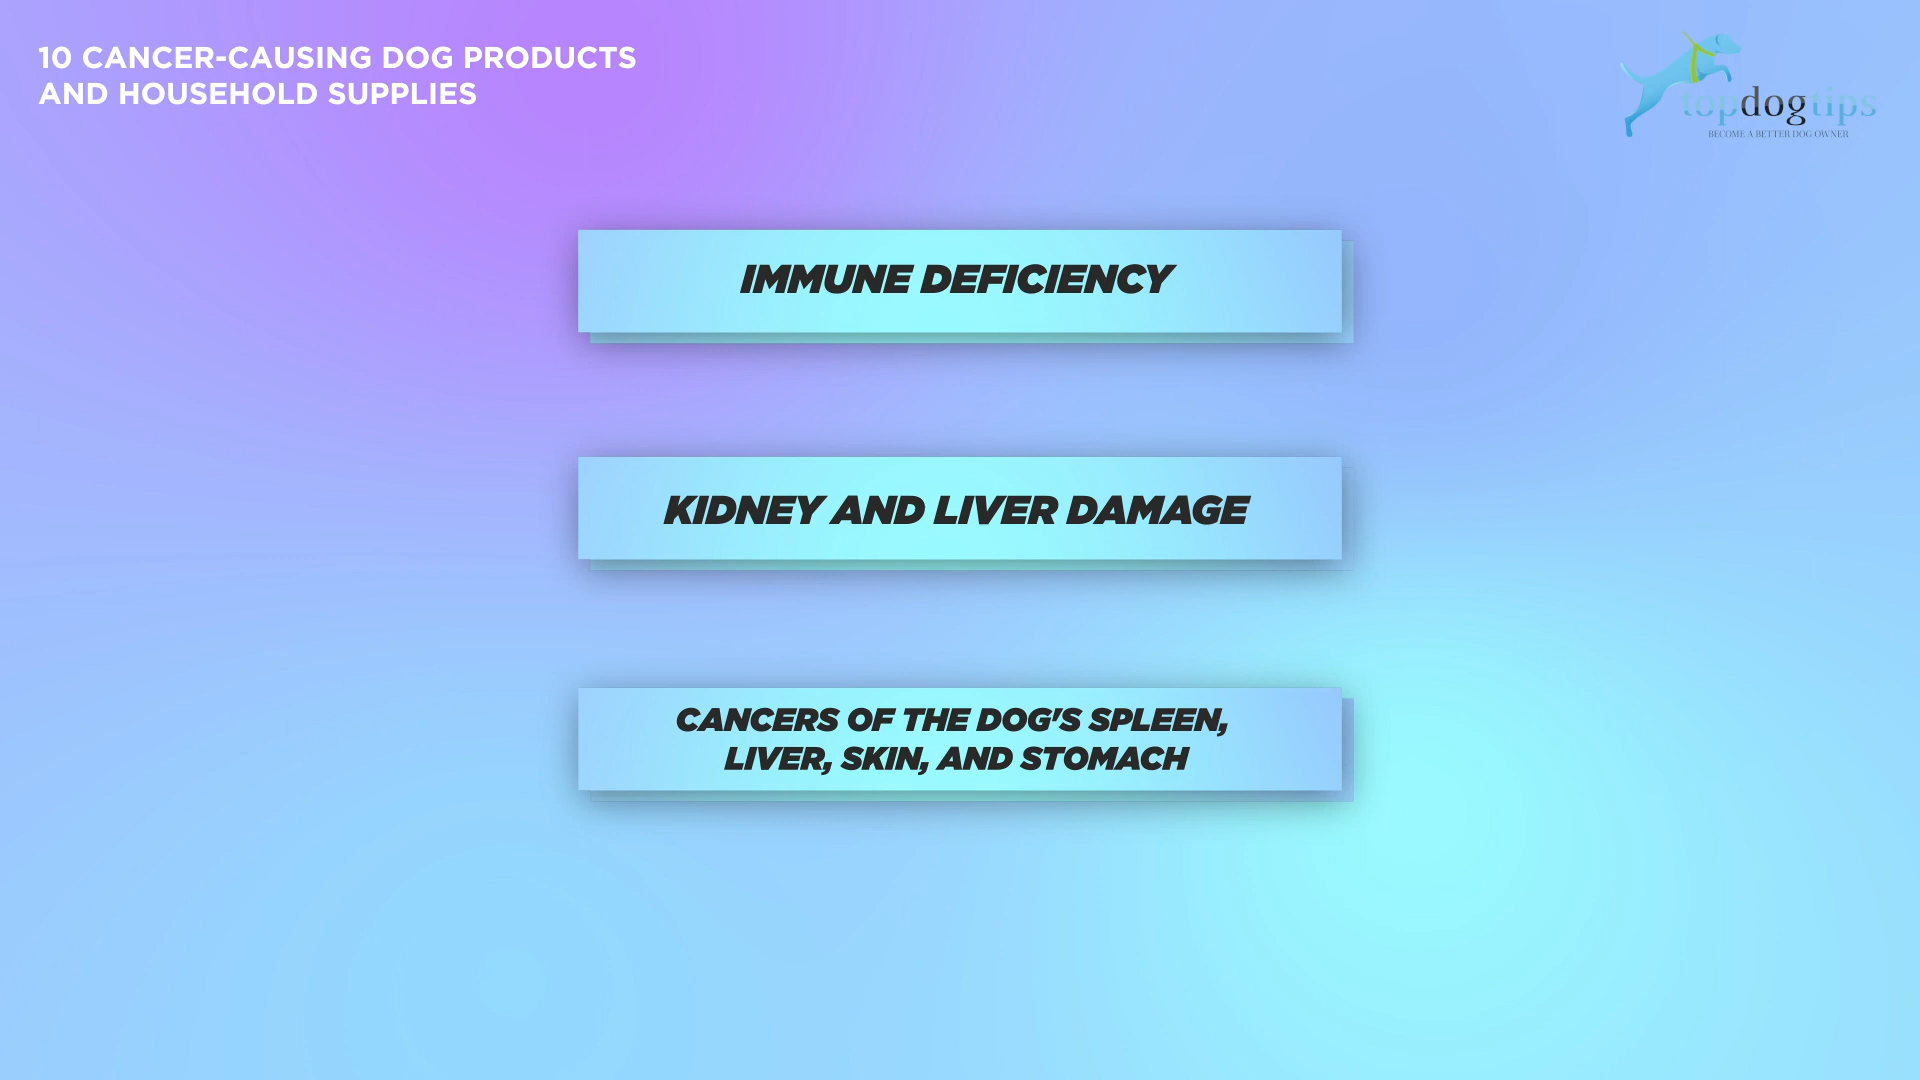 10 CANCER-CAUSING DOG PRODUCTS
AND HOUSEHOLD SUPPLIES
topdogtips
BECOME A BETTER DOG OWNER
IMMUNE DEFICIENCY
KIDNEY AND LIVER DAMAGE
CANCERS OF THE DOG'S SPLEEN,
LIVER, SKIN, AND STOMACH